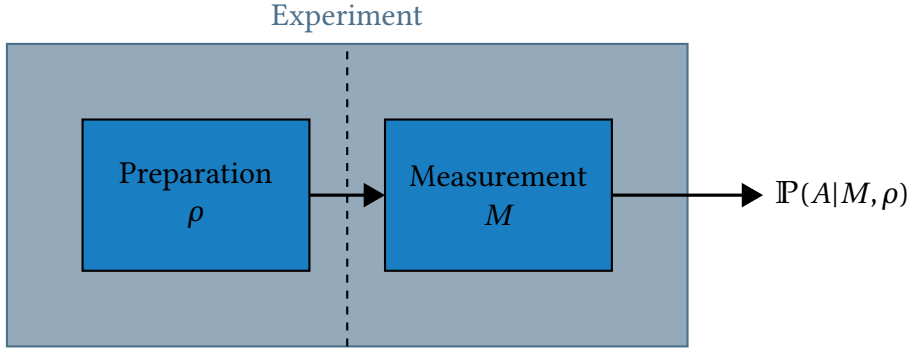 Experiment
Preparation
ρ
Measurement
M
ℙ(A|M, ρ)